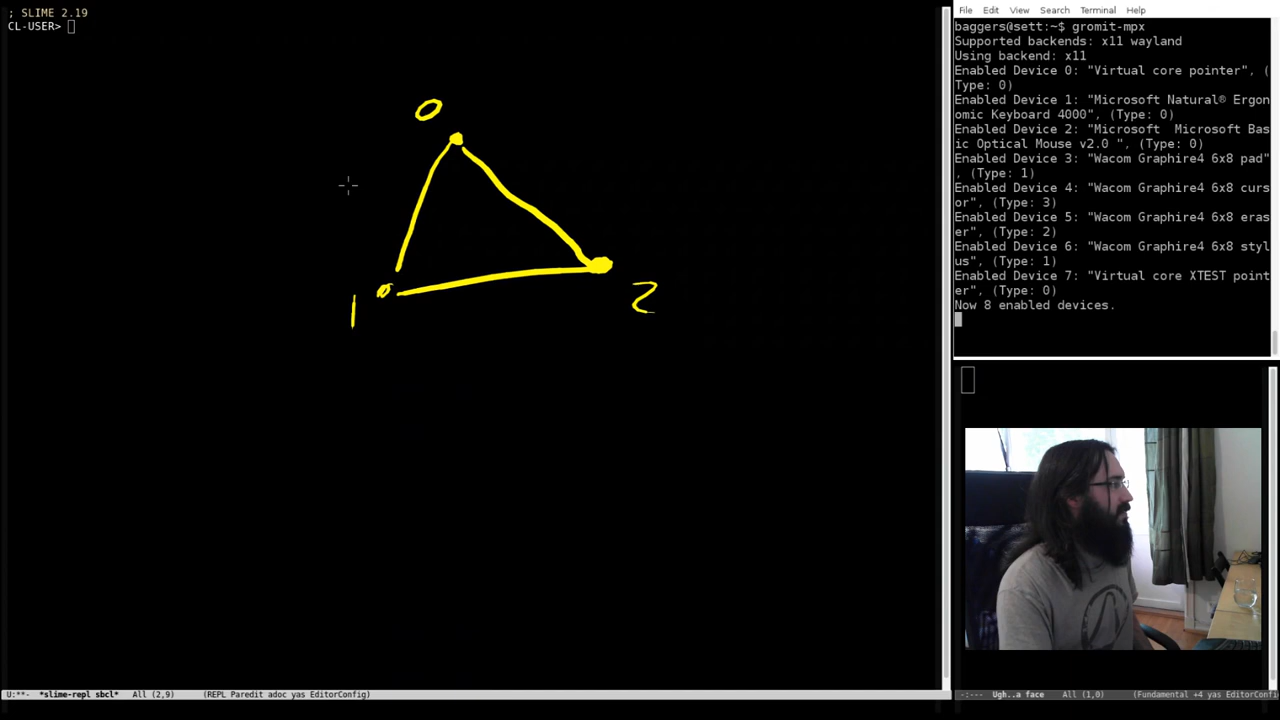 ; SLIME 2.19
CL-USER>
0
1
2
U:**-  *slime-repl sbcl*   All (2,9)      (REPL Paredit adoc yas EditorConfig)
File Edit View Search Terminal Help
baggers@sett:~$ gromit-mpx
Supported backends: x11 wayland
Using backend: x11
Enabled Device 0: "Virtual core pointer", (
Type: 0)
Enabled Device 1: "Microsoft Natural® Ergon
omic Keyboard 4000", (Type: 0)
Enabled Device 2: "Microsoft  Microsoft Bas
ic Optical Mouse v2.0 ", (Type: 0)
Enabled Device 3: "Wacom Graphire4 6x8 pad"
, (Type: 1)
Enabled Device 4: "Wacom Graphire4 6x8 curs
or", (Type: 3)
Enabled Device 5: "Wacom Graphire4 6x8 eras
er", (Type: 2)
Enabled Device 6: "Wacom Graphire4 6x8 styl
us", (Type: 1)
Enabled Device 7: "Virtual core XTEST point
er", (Type: 0)
Now 8 enabled devices.
-:---  Ugh..a face    All (1,0)      (Fundamental +4 yas EditorConfi